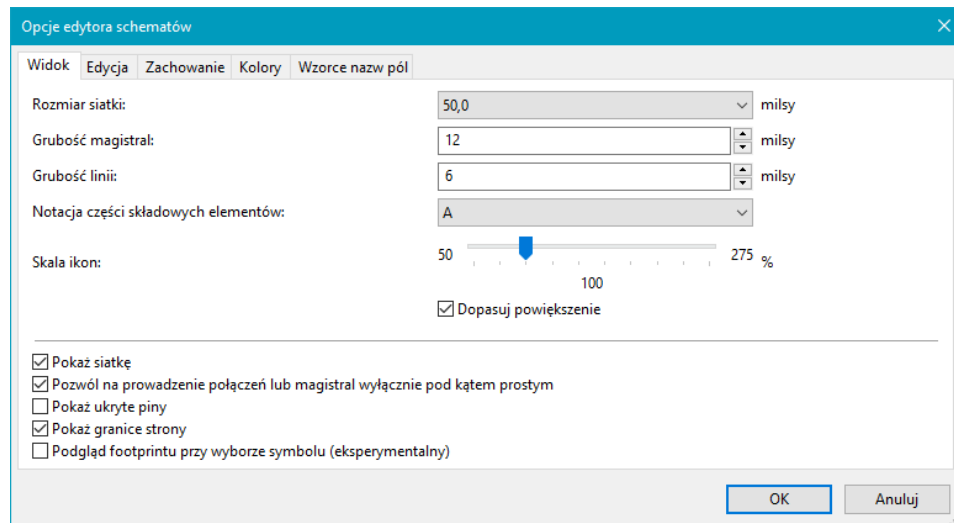 Opcje edytora schematów
Widok Edycja Zachowanie Kolory Wzorce nazw pól
Rozmiar siatki: 50,0 milsy
Grubość magistral: 12 milsy
Grubość linii: 6 milsy
Notacja części składowych elementów: A
Skala ikon: 50 275 %
100
Dopasuj powiększenie
Pokaż siatkę
Pozwól na prowadzenie połączeń lub magistral wyłącznie pod kątem prostym
Pokaż ukryte piny
Pokaż granice strony
Podgląd footprintu przy wyborze symbolu (eksperymentalny)
OK Anuluj